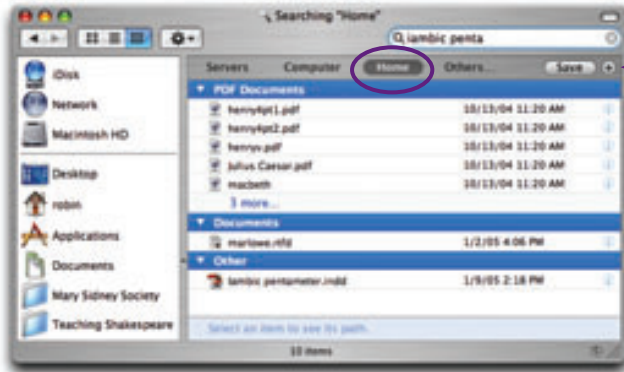 Searching "Home"
iambic penta
Servers Computer Home Others... Save
iDisk
Network
Macintosh HD
Desktop
robin
Applications
Documents
Mary Sidney Society
Teaching Shakespeare
PDF Documents
henry4pt1.pdf 10/13/04 11:20 AM
henry4pt2.pdf 10/13/04 11:20 AM
henryv.pdf 10/13/04 11:20 AM
Julius Caesar.pdf 10/13/04 11:20 AM
macbeth 10/13/04 11:20 AM
3 more...
Documents
marlowe.rtfd 1/2/05 4:06 PM
Other
Iambic pentameter.indd 1/9/05 2:18 PM
Select an item to see its path.
10 items